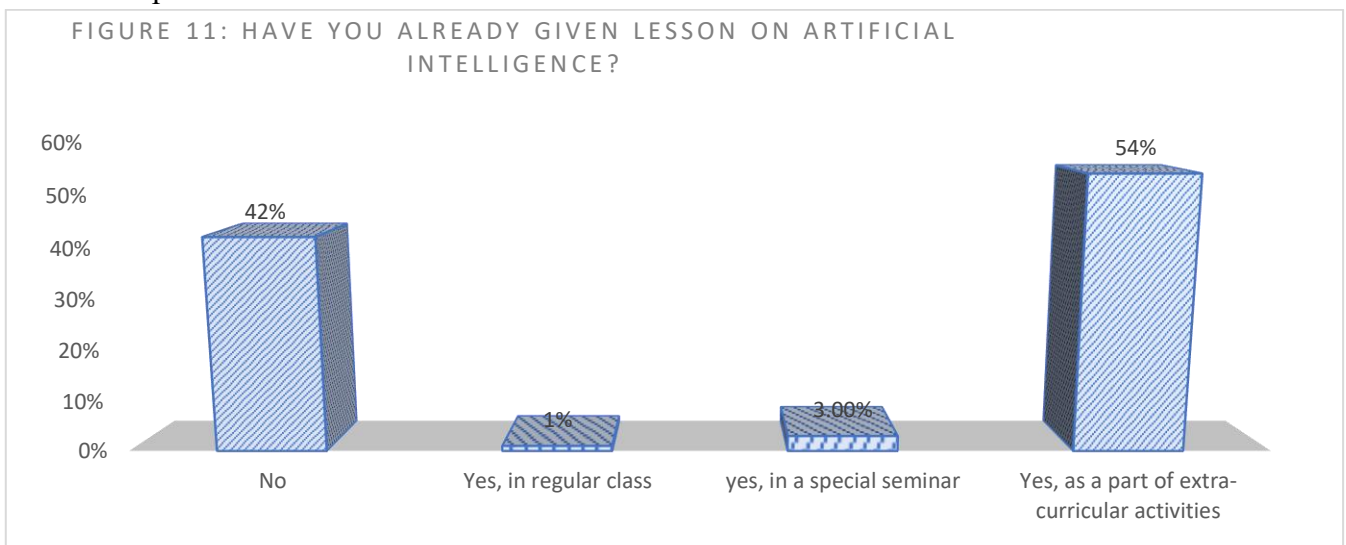 FIGURE 11: HAVE YOU ALREADY GIVEN LESSON ON ARTIFICIAL
INTELLIGENCE?
60%
50%
40%
30%
20%
10%
0%
42%
1%
3.00%
54%
No
Yes, in regular class
yes, in a special seminar
Yes, as a part of extra-
curricular activities